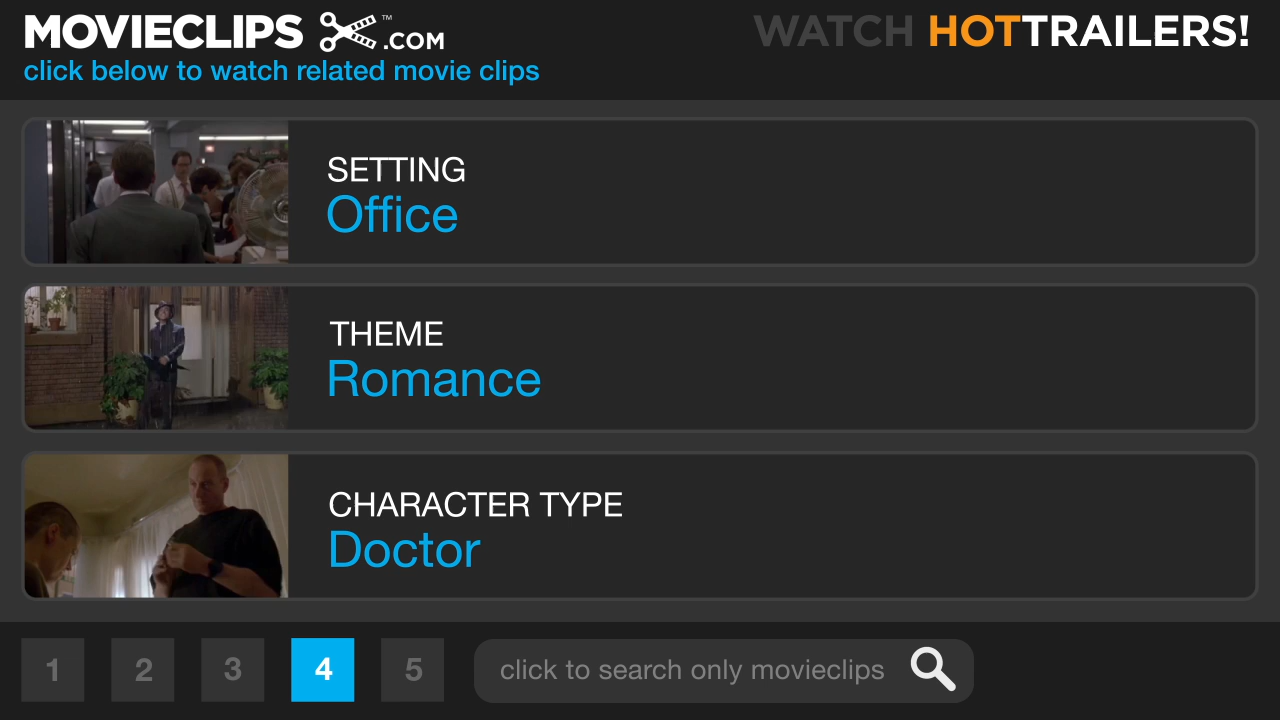 MOVIECLIPS ™.COM
WATCH HOTTRAILERS!
click below to watch related movie clips
SETTING
Office
THEME
Romance
CHARACTER TYPE
Doctor
1 2 3 4 5 click to search only movieclips